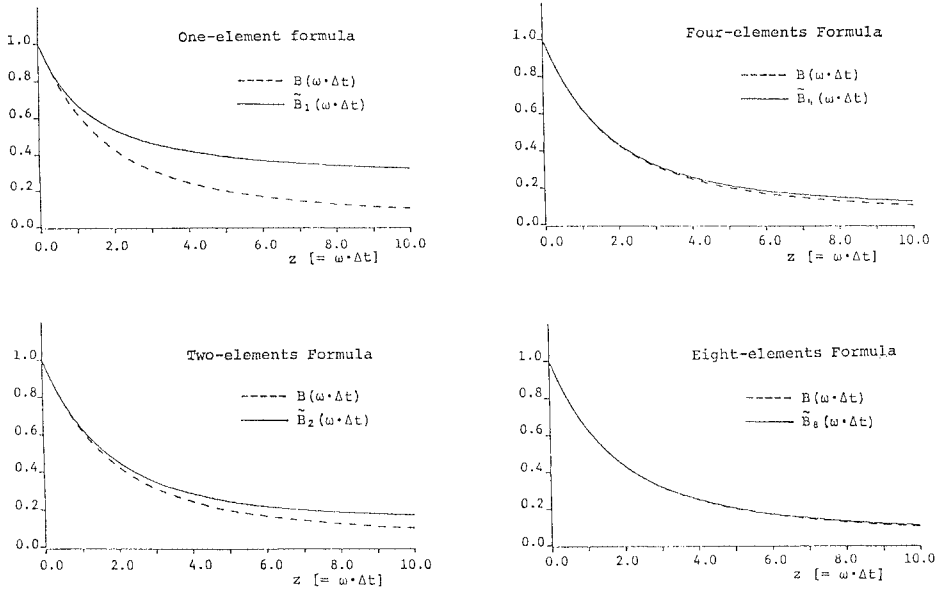 One-element formula
B(ω·Δt)
B̃₁(ω·Δt)
1.0
0.8
0.6
0.4
0.2
0.0
0.0 2.0 4.0 6.0 8.0 10.0
z [= ω·Δt]
Four-elements Formula
B(ω·Δt)
B̃₄(ω·Δt)
1.0
0.8
0.6
0.4
0.2
0.0
0.0 2.0 4.0 6.0 8.0 10.0
z [= ω·Δt]
Two-elements Formula
B(ω·Δt)
B̃₂(ω·Δt)
1.0
0.8
0.6
0.4
0.2
0.0
0.0 2.0 4.0 6.0 8.0 10.0
z [= ω·Δt]
Eight-elements Formula
B(ω·Δt)
B̃₈(ω·Δt)
1.0
0.8
0.6
0.4
0.2
0.0
0.0 2.0 4.0 6.0 8.0 10.0
z [= ω·Δt]